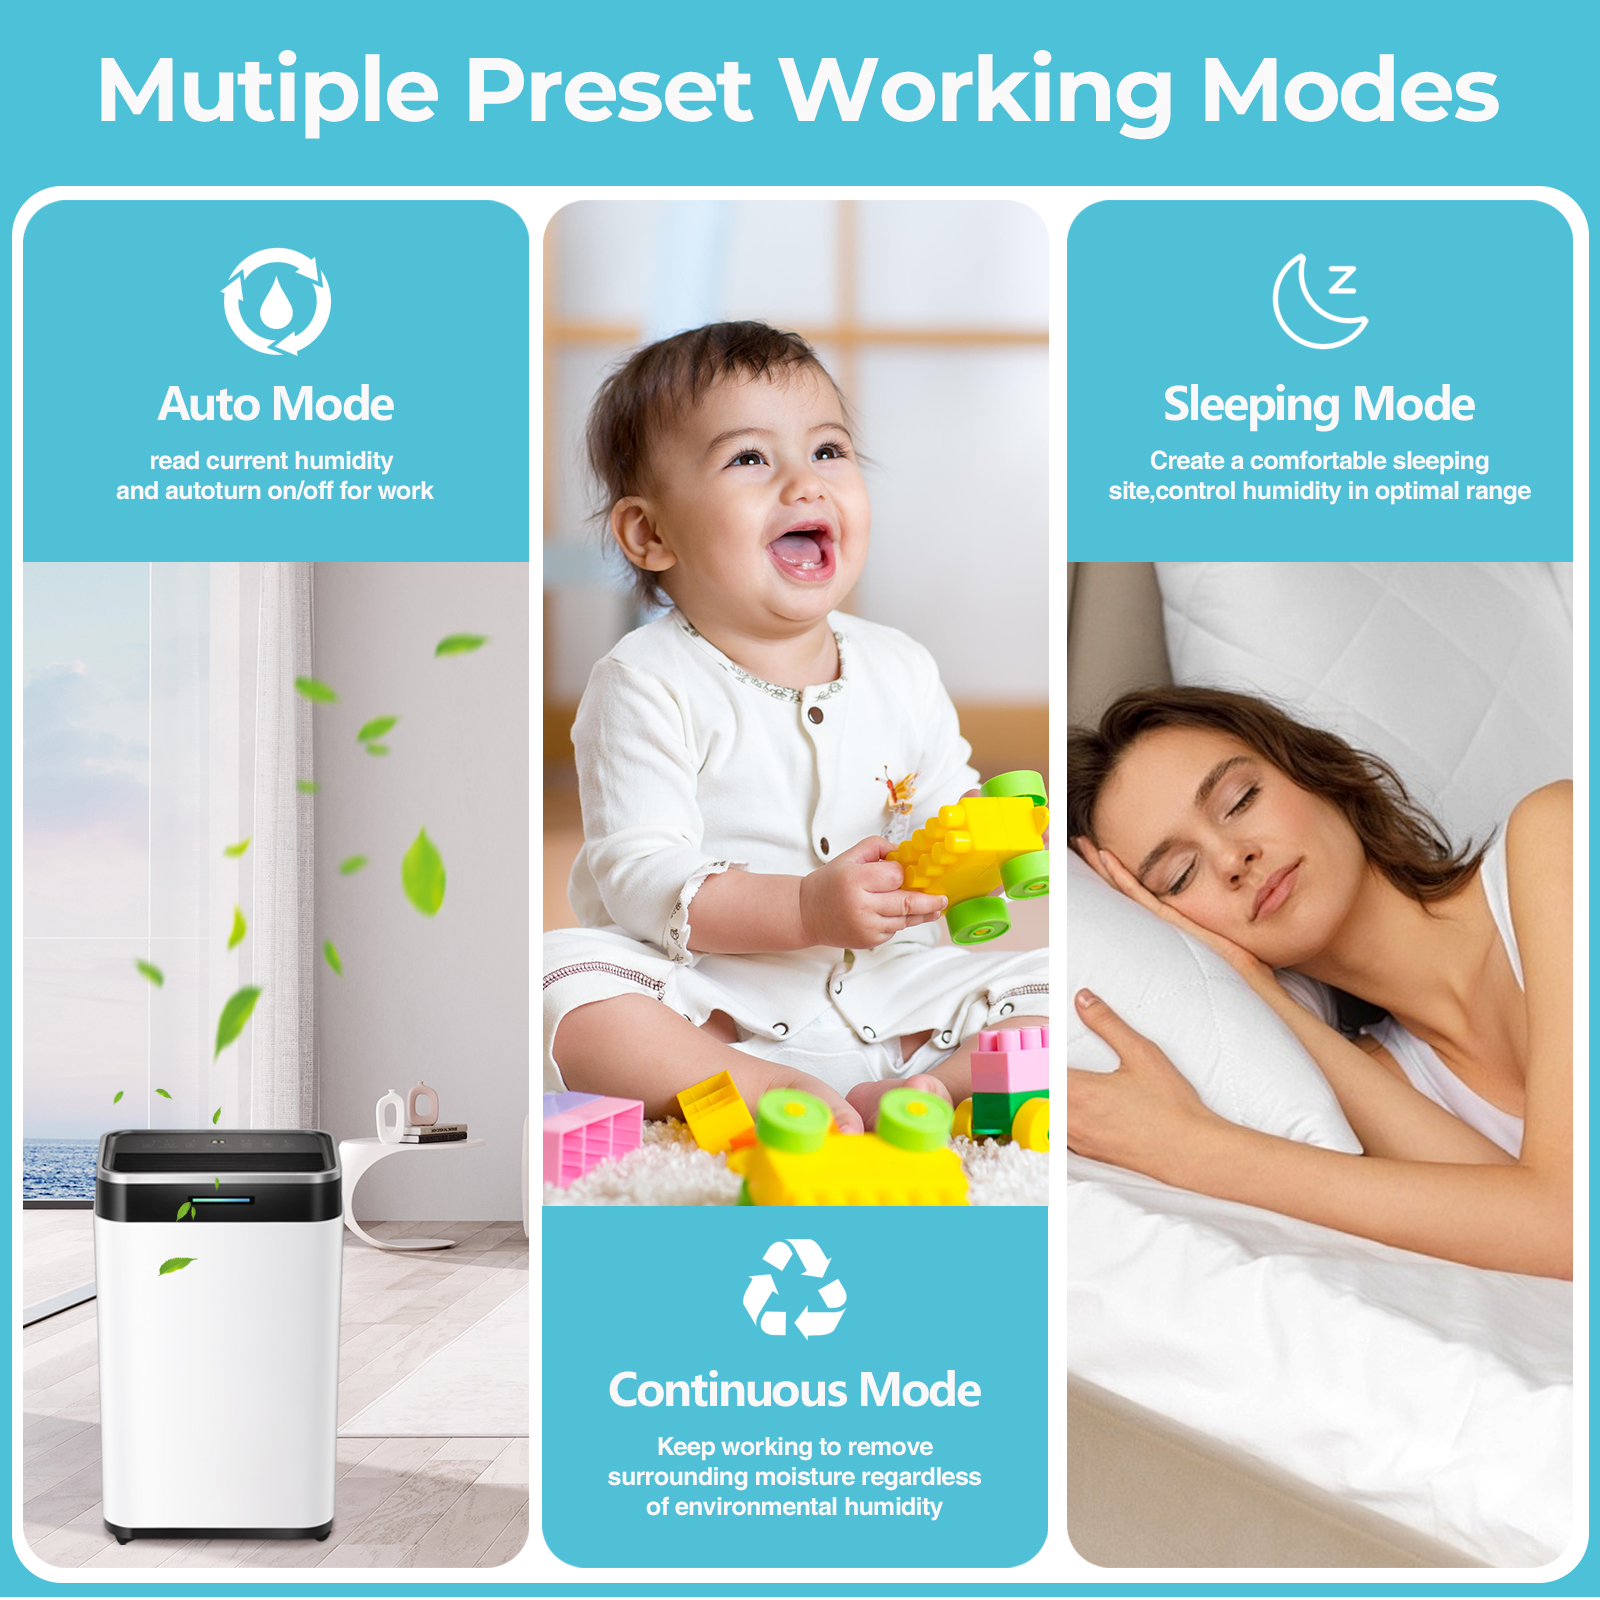 Mutiple Preset Working Modes
Auto Mode
read current humidity
and autoturn on/off for work
Continuous Mode
Keep working to remove
surrounding moisture regardless
of environmental humidity
Z
Sleeping Mode
Create a comfortable sleeping
site,control humidity in optimal range